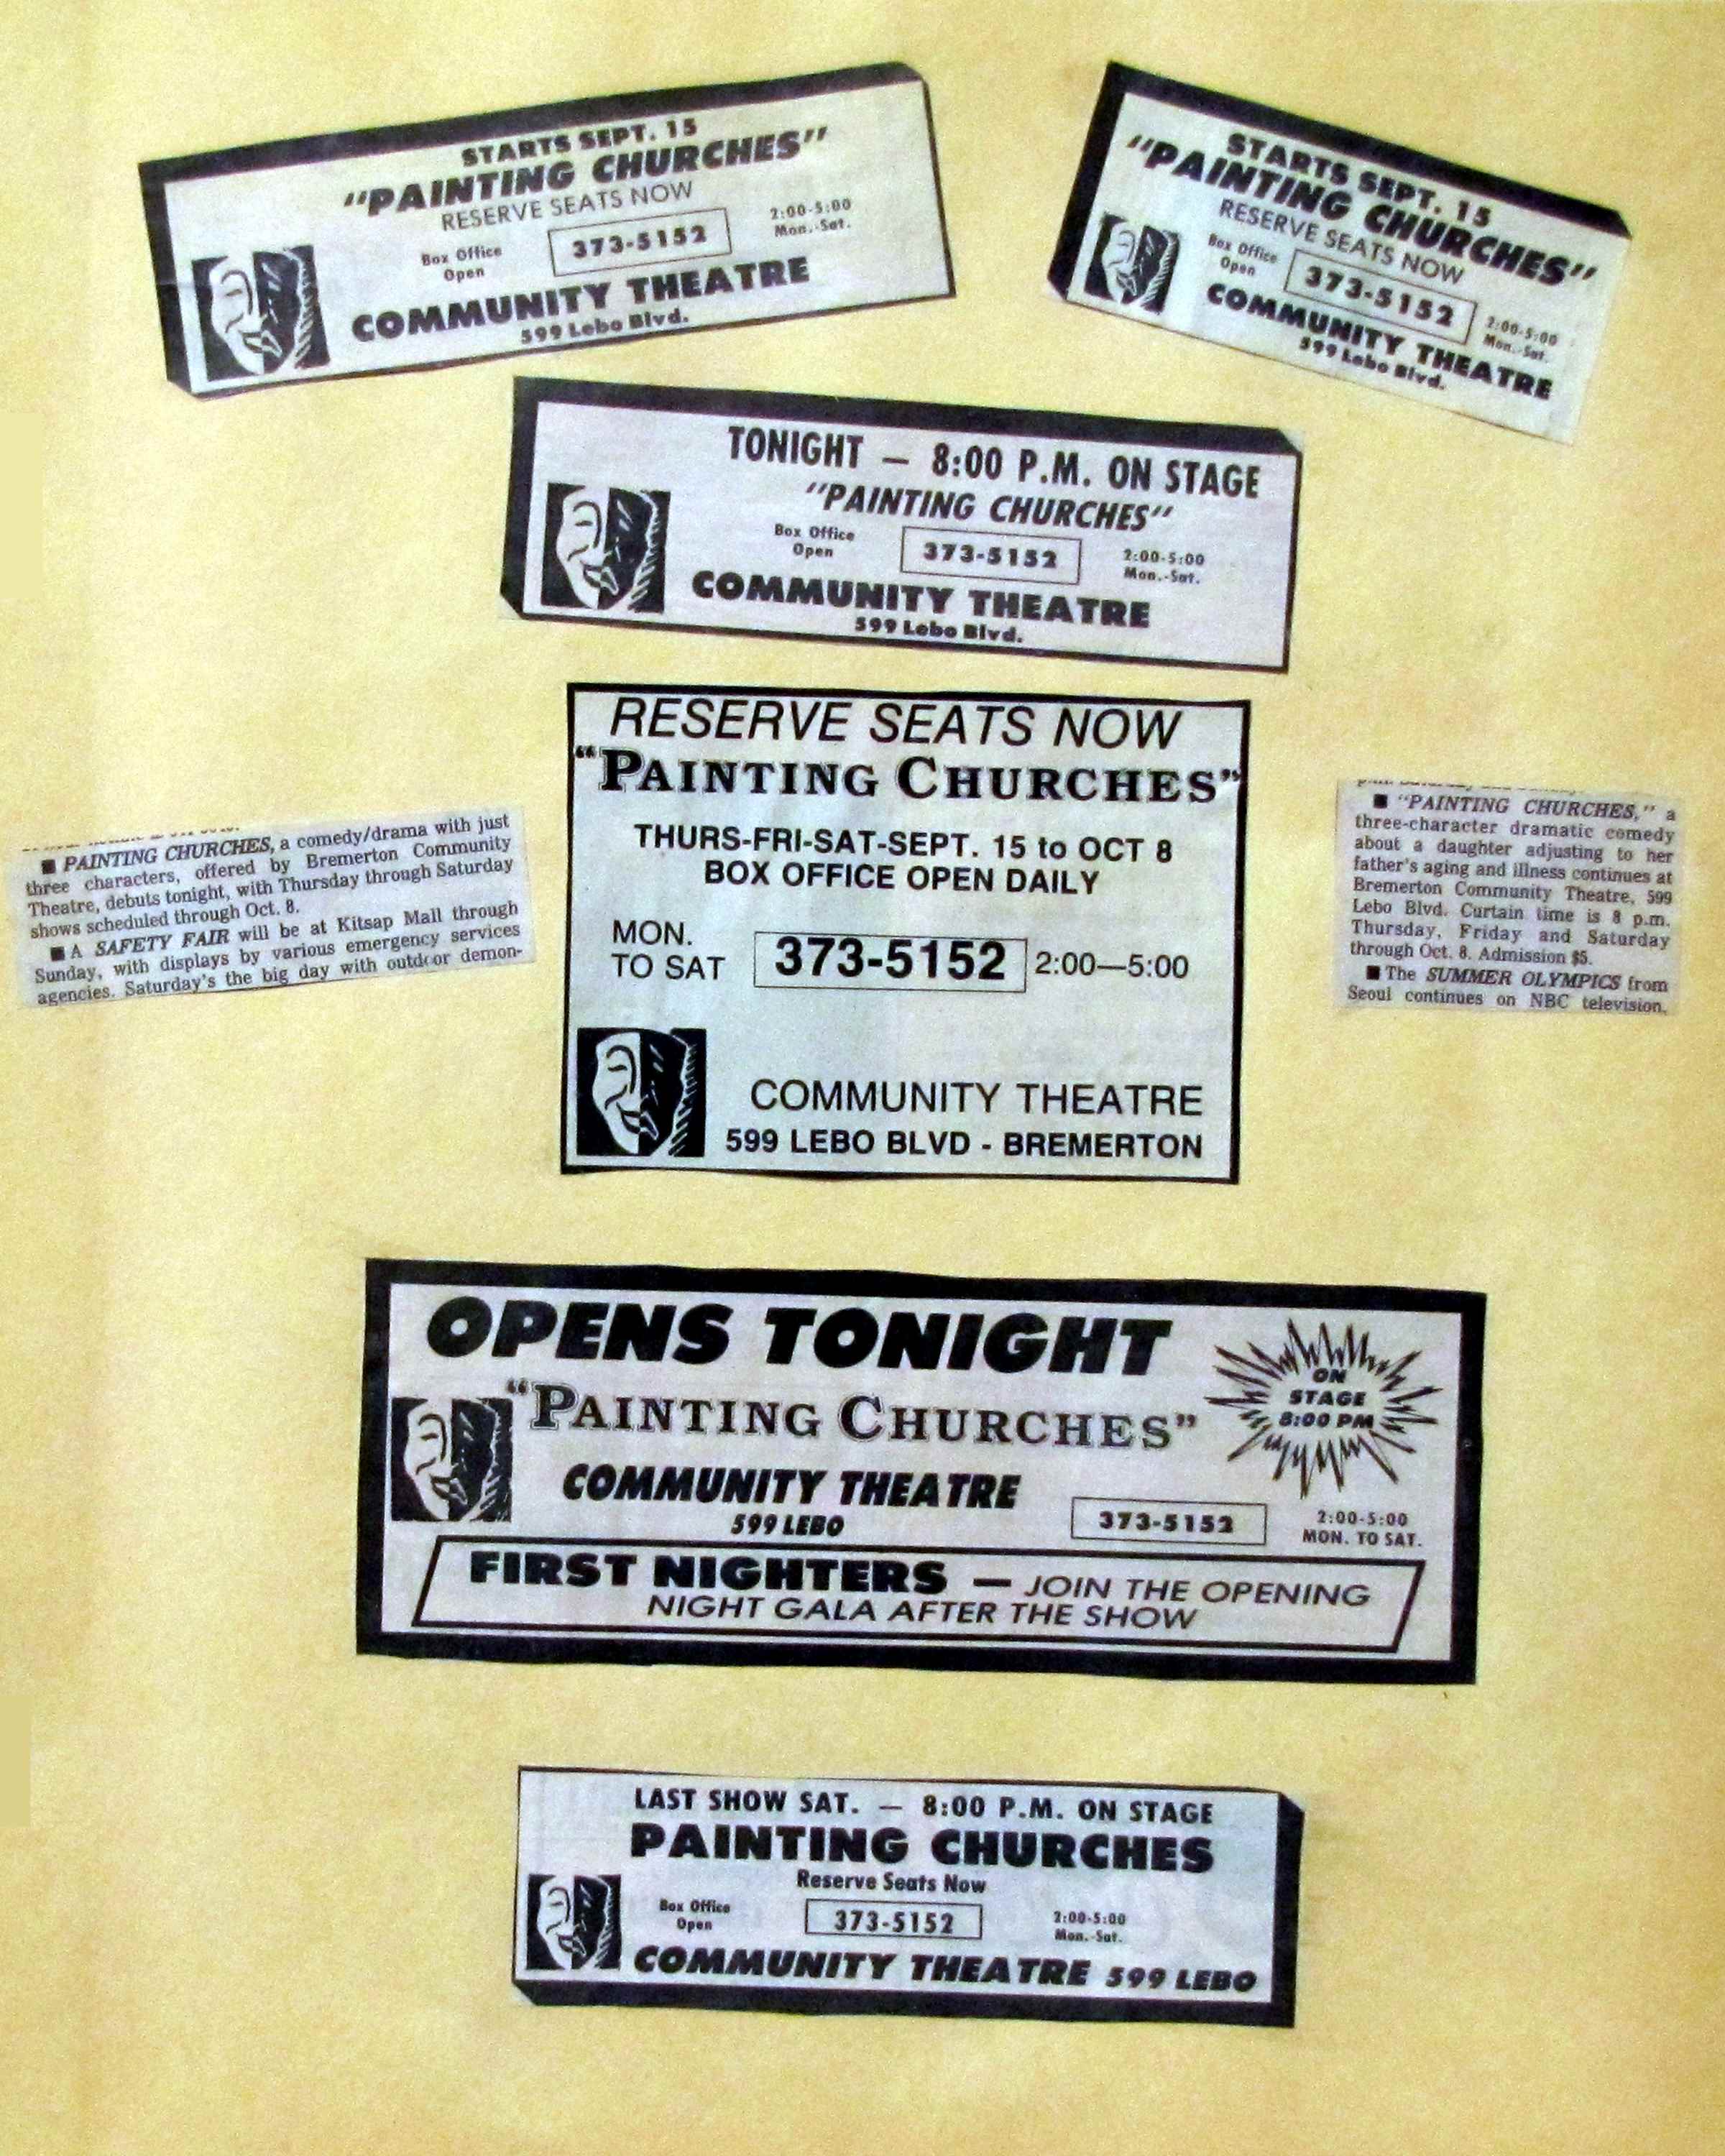 STARTS SEPT. 15
"PAINTING CHURCHES"
RESERVE SEATS NOW
Box Office
Open
373-5152
2:00-5:00
Mon.-Sat.
COMMUNITY THEATRE
599 Lebo Blvd.
STARTS SEPT. 15
"PAINTING CHURCHES"
RESERVE SEATS NOW
Box Office
Open
373-5152
2:00-5:00
Mon.-Sat.
COMMUNITY THEATRE
599 Lebo Blvd.
TONIGHT — 8:00 P.M. ON STAGE
"PAINTING CHURCHES"
Box Office
Open
373-5152
2:00-5:00
Mon.-Sat.
COMMUNITY THEATRE
599 Lebo Blvd.
■ PAINTING CHURCHES, a comedy/drama with just
three characters, offered by Bremerton Community
Theatre, debuts tonight, with Thursday through Saturday
shows scheduled through Oct. 8.
■ A SAFETY FAIR will be at Kitsap Mall through
Sunday, with displays by various emergency services
agencies. Saturday's the big day with outdoor demon-
RESERVE SEATS NOW
"PAINTING CHURCHES"
THURS-FRI-SAT-SEPT. 15 to OCT 8
BOX OFFICE OPEN DAILY
MON.
TO SAT
373-5152
2:00—5:00
COMMUNITY THEATRE
599 LEBO BLVD - BREMERTON
■ "PAINTING CHURCHES," a
three-character dramatic comedy
about a daughter adjusting to her
father's aging and illness continues at
Bremerton Community Theatre, 599
Lebo Blvd. Curtain time is 8 p.m.
Thursday, Friday and Saturday
through Oct. 8. Admission $5.
■ The SUMMER OLYMPICS from
Seoul continues on NBC television,
OPENS TONIGHT
"PAINTING CHURCHES"
ON
STAGE
8:00 PM
COMMUNITY THEATRE
599 LEBO
373-5152
2:00-5:00
MON. TO SAT.
FIRST NIGHTERS — JOIN THE OPENING
NIGHT GALA AFTER THE SHOW
LAST SHOW SAT. — 8:00 P.M. ON STAGE
PAINTING CHURCHES
Reserve Seats Now
Box Office
Open
373-5152
2:00-5:00
Mon.-Sat.
COMMUNITY THEATRE 599 LEBO